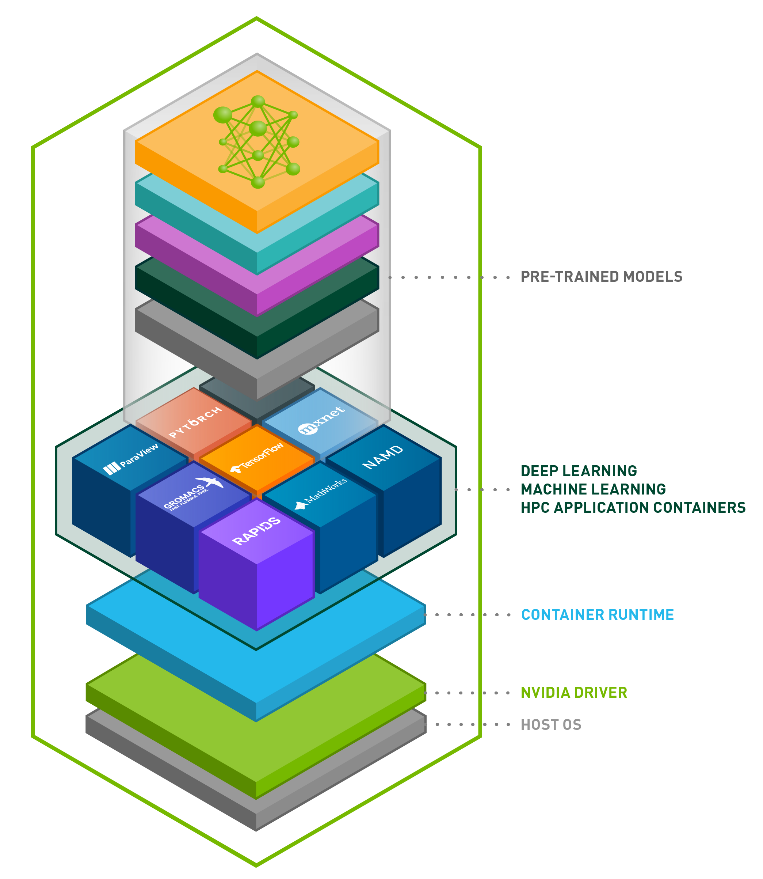 PRE-TRAINED MODELS
PYTORCH
mxnet
ParaView
TensorFlow
NAMD
GROMACS
MathWorks
RAPIDS
DEEP LEARNING
MACHINE LEARNING
HPC APPLICATION CONTAINERS
CONTAINER RUNTIME
NVIDIA DRIVER
HOST OS